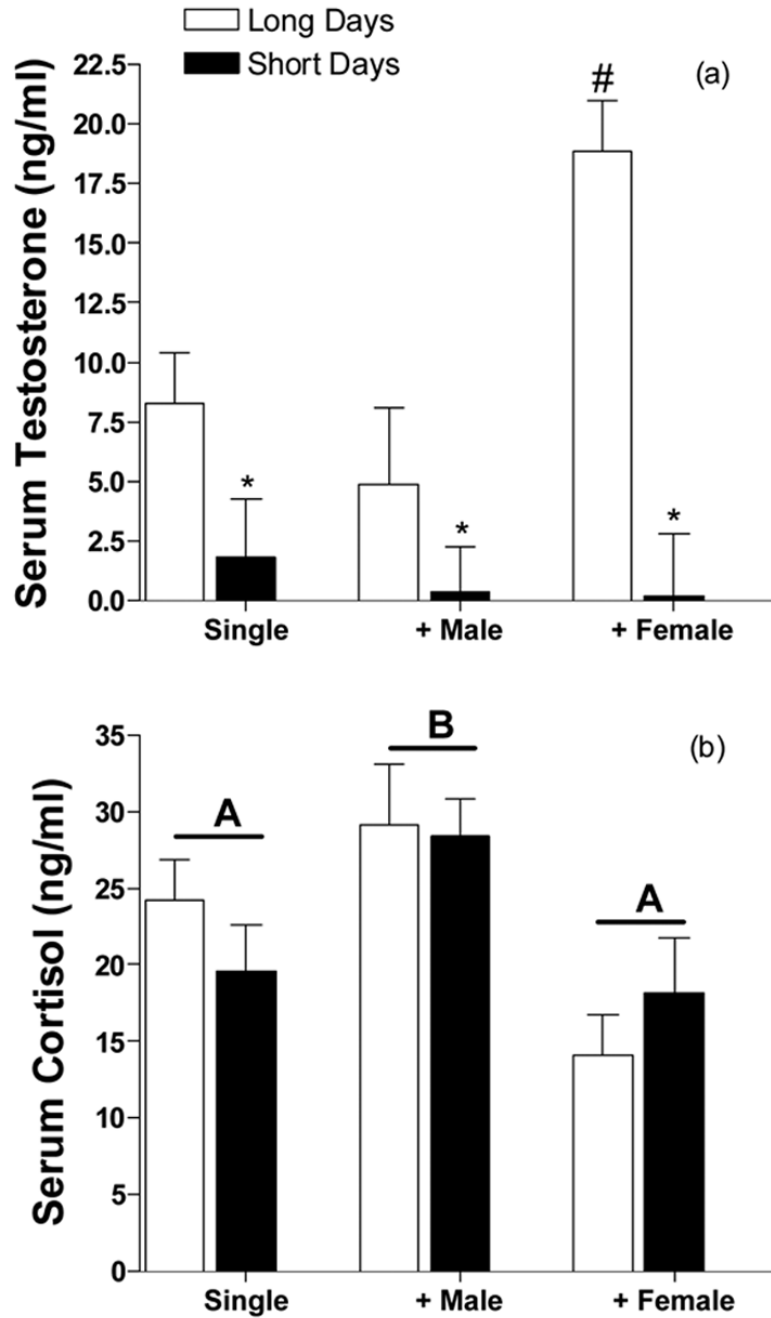 Long Days
Short Days
Serum Testosterone (ng/ml)
22.5
20.0
17.5
15.0
12.5
10.0
7.5
5.0
2.5
0.0
(a)
#
*
*
*
Single
+ Male
+ Female
Serum Cortisol (ng/ml)
35
30
25
20
15
10
5
0
(b)
A
B
A
Single
+ Male
+ Female